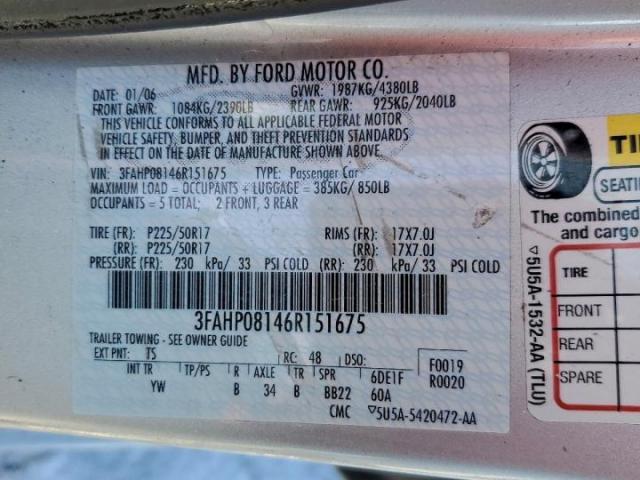 MFD. BY FORD MOTOR CO.
DATE: 01/06 GVWR: 1987KG/4380LB
FRONT GAWR: 1084KG/2390LB REAR GAWR: 925KG/2040LB
THIS VEHICLE CONFORMS TO ALL APPLICABLE FEDERAL MOTOR
VEHICLE SAFETY, BUMPER, AND THEFT PREVENTION STANDARDS
IN EFFECT ON THE DATE OF MANUFACTURE SHOWN ABOVE.
VIN: 3FAHP08146R151675 TYPE: Passenger Car
MAXIMUM LOAD = OCCUPANTS + LUGGAGE = 385KG/850LB
OCCUPANTS = 5 TOTAL: 2 FRONT, 3 REAR
TIRE (FR): P225/50R17 RIMS (FR): 17X7.0J
(RR): P225/50R17 (RR): 17X7.0J
PRESSURE (FR): 230 kPa/ 33 PSI COLD (RR): 230 kPa/ 33 PSI COLD
3FAHP08146R151675
TRAILER TOWING - SEE OWNER GUIDE
EXT PNT: TS RC: 48 DSO: F0019
INT TR TP/PS R AXLE TR SPR 6DE1F R0020
YW B 34 B BB22 60A
CMC ▽5U5A-5420472-AA
SEATI
The combined
and cargo
TIRE
FRONT
REAR
SPARE
▽5U5A-1532-AA (TLU)